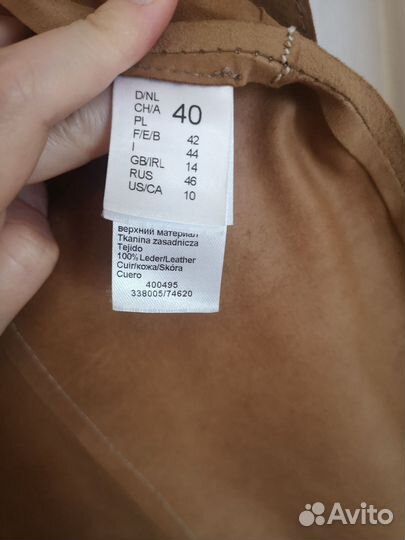 D/NL
CH/A 40
PL
F/E/B 42
I 44
GB/IRL 14
RUS 46
US/CA 10
верхний материал
Tkanina zasadnicza
Tejido
100% Leder/Leather
Cuir/кожа/Skóra
Cuero
400495
338005/74620
Avito